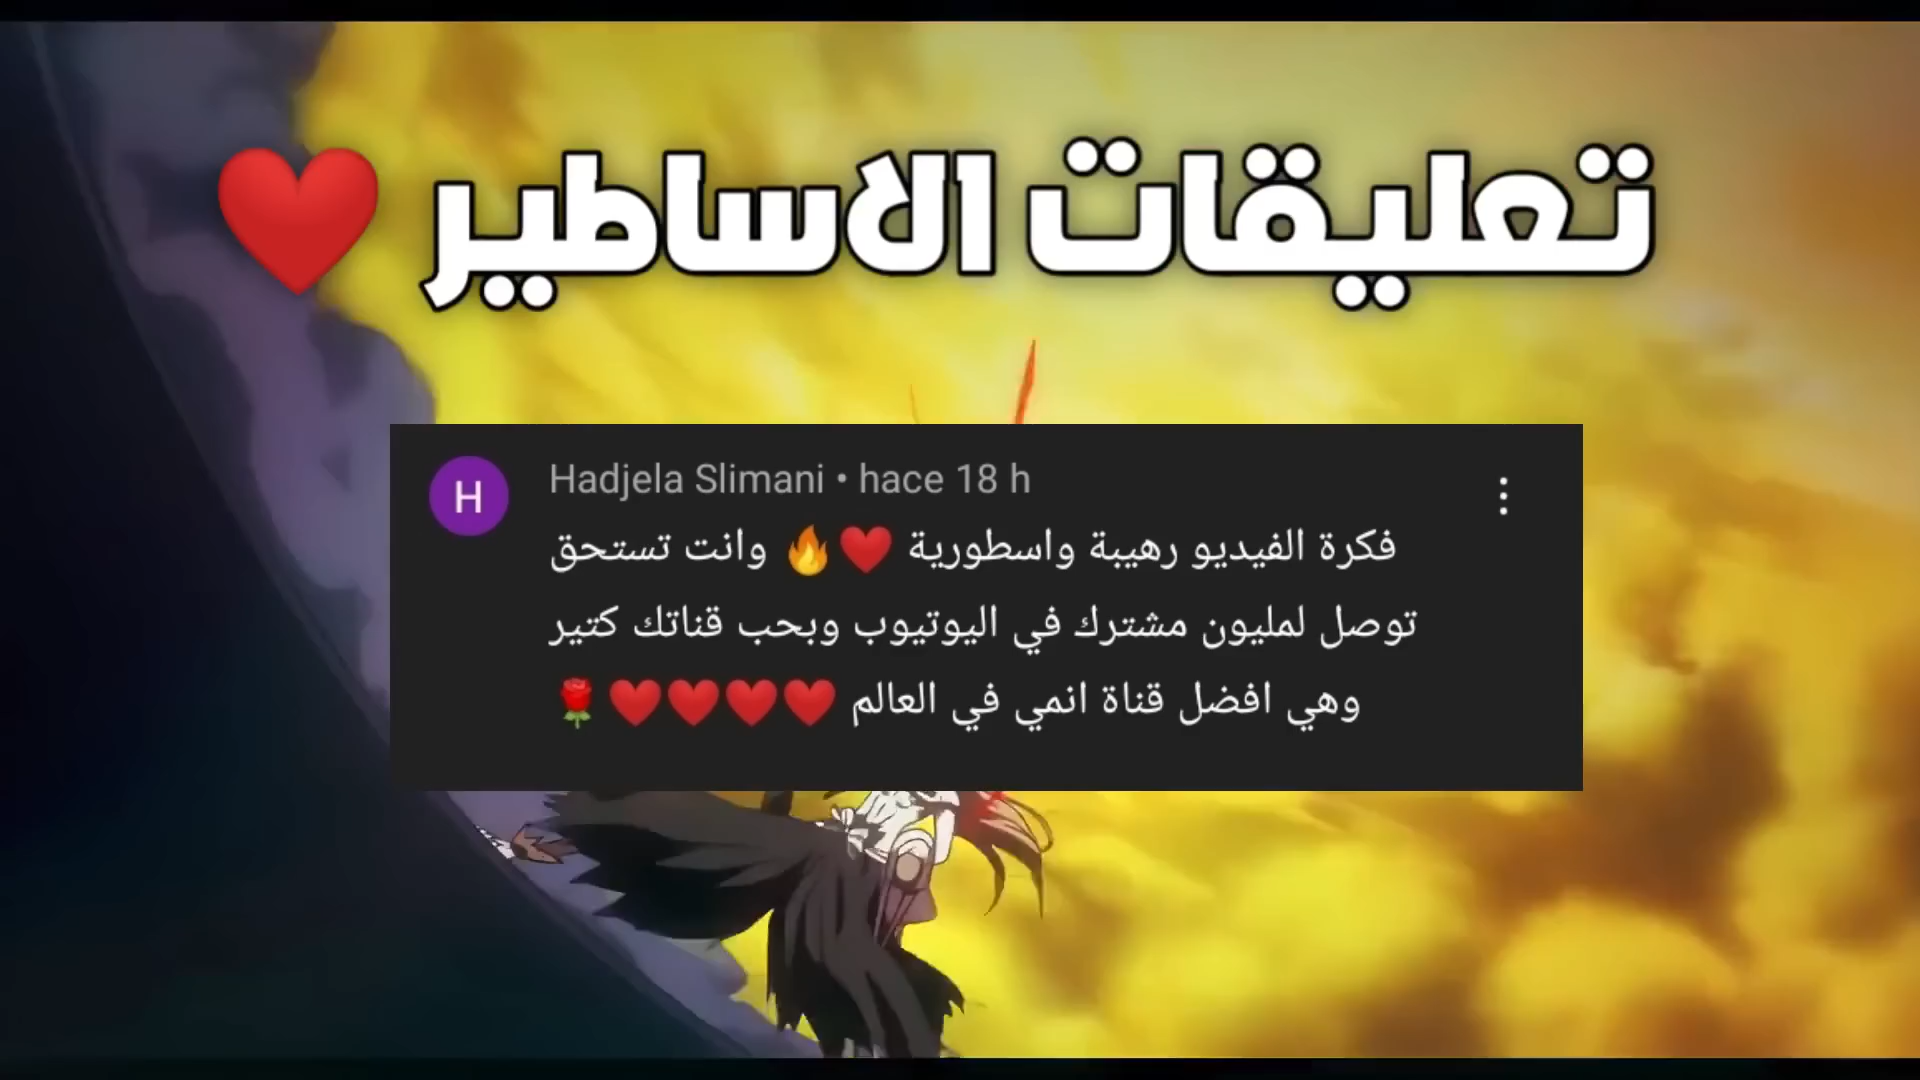 تعليقات الاساطير ❤️
H
Hadjela Slimani • hace 18 h
فكرة الفيديو رهيبة واسطورية ❤️🔥 وانت تستحق
توصل لمليون مشترك في اليوتيوب وبحب قناتك كتير
وهي افضل قناة انمي في العالم ❤️❤️❤️❤️🌹